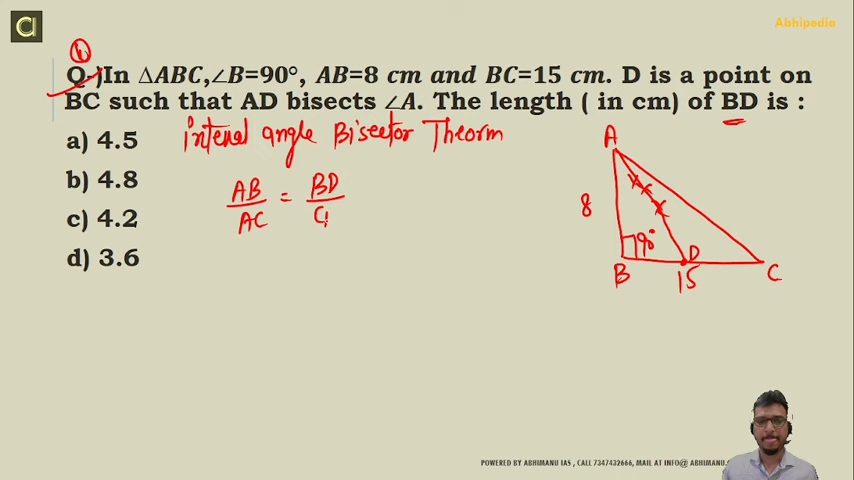 Abhipedia
a
(1)
Q-)In ΔABC,∠B=90°, AB=8 cm and BC=15 cm. D is a point on
BC such that AD bisects ∠A. The length ( in cm) of BD is :
a) 4.5
b) 4.8
c) 4.2
d) 3.6
intenal angle Bisector Theorm
AB/AC = BD/C
A
8
90°
B
D
15
C
POWERED BY ABHIMANU IAS , CALL 7347432666, MAIL AT INFO@ ABHIMANU.